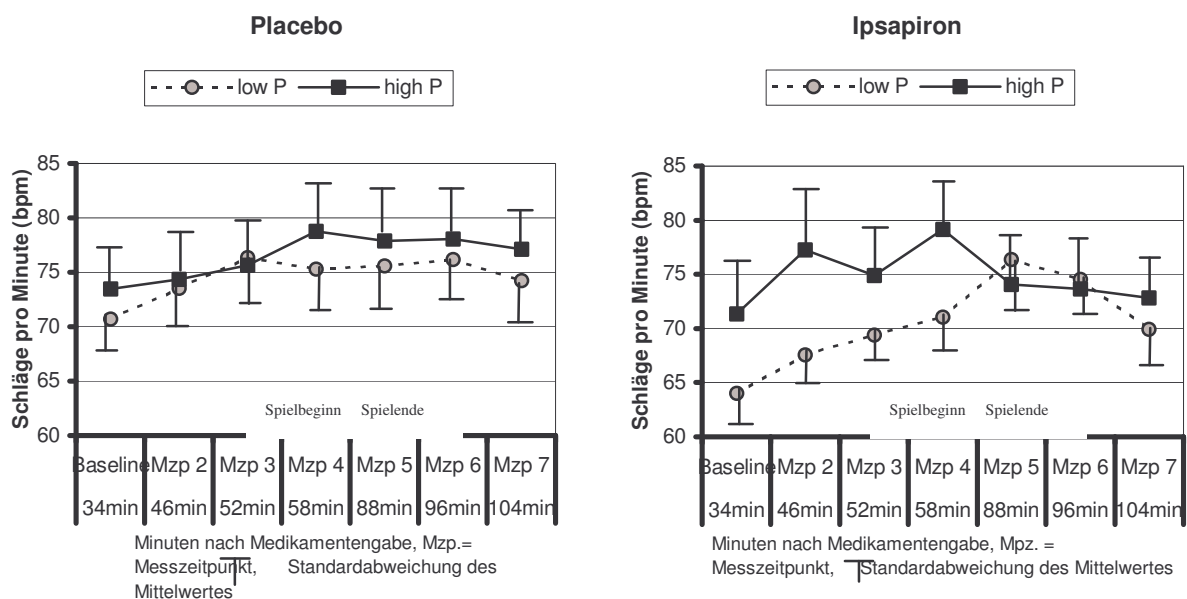 Placebo
low P high P
Schläge pro Minute (bpm)
85
80
75
70
65
60
Spielbeginn Spielende
Baseline Mzp 2 Mzp 3 Mzp 4 Mzp 5 Mzp 6 Mzp 7
34min 46min 52min 58min 88min 96min 104min
Minuten nach Medikamentengabe, Mzp.=
Messzeitpunkt, Standardabweichung des
Mittelwertes
Ipsapiron
low P high P
Schläge pro Minute (bpm)
85
80
75
70
65
60
Spielbeginn Spielende
Baseline Mzp 2 Mzp 3 Mzp 4 Mzp 5 Mzp 6 Mzp 7
34min 46min 52min 58min 88min 96min 104min
Minuten nach Medikamentengabe, Mpz. =
Messzeitpunkt, Standardabweichung des Mittelwertes